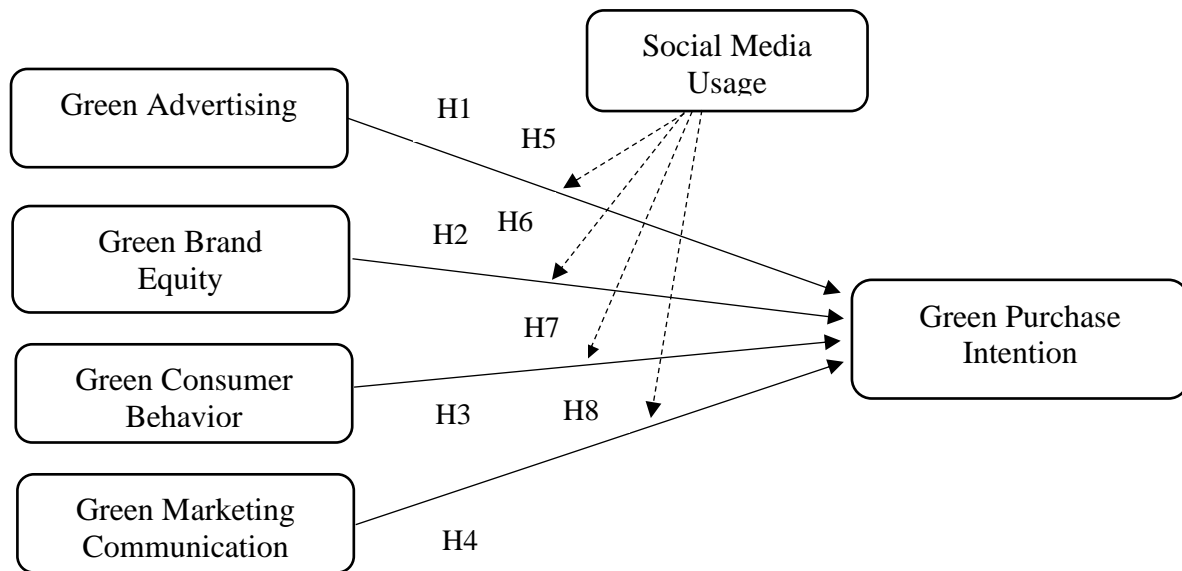 Social Media
Usage
Green Advertising
H1
H5
Green Brand
Equity
H2
H6
Green Purchase
Intention
H7
Green Consumer
Behavior
H3
H8
Green Marketing
Communication
H4